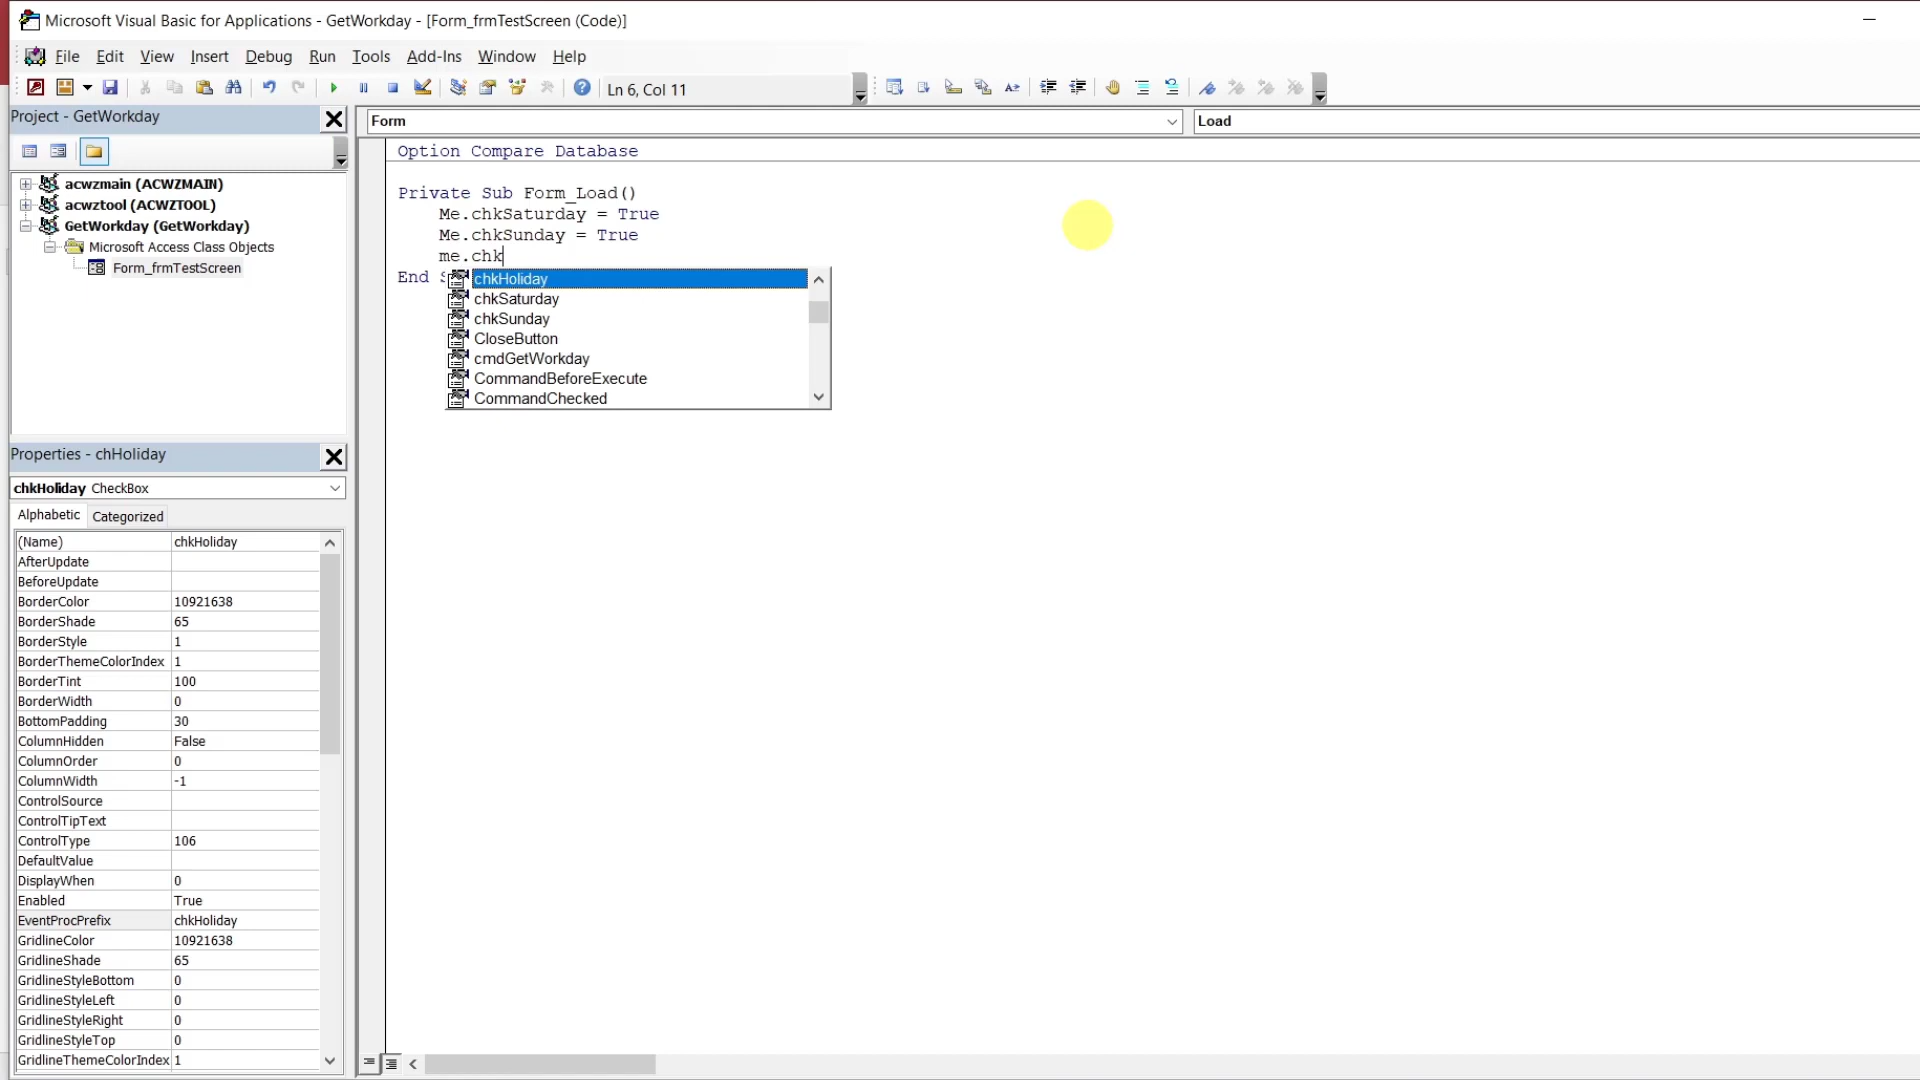 Microsoft Visual Basic for Applications - GetWorkday - [Form_frmTestScreen (Code)]
File Edit View Insert Debug Run Tools Add-Ins Window Help
Ln 6, Col 11
Project - GetWorkday
acwzmain (ACWZMAIN)
acwztool (ACWZTOOL)
GetWorkday (GetWorkday)
Microsoft Access Class Objects
Form_frmTestScreen
Properties - chHoliday
chkHoliday CheckBox
Alphabetic Categorized
(Name) chkHoliday
AfterUpdate
BeforeUpdate
BorderColor 10921638
BorderShade 65
BorderStyle 1
BorderThemeColorIndex 1
BorderTint 100
BorderWidth 0
BottomPadding 30
ColumnHidden False
ColumnOrder 0
ColumnWidth -1
ControlSource
ControlTipText
ControlType 106
DefaultValue
DisplayWhen 0
Enabled True
EventProcPrefix chkHoliday
GridlineColor 10921638
GridlineShade 65
GridlineStyleBottom 0
GridlineStyleLeft 0
GridlineStyleRight 0
GridlineStyleTop 0
GridlineThemeColorIndex 1
Form Load
Option Compare Database
Private Sub Form_Load()
Me.chkSaturday = True
Me.chkSunday = True
me.chk
End
chkHoliday
chkSaturday
chkSunday
CloseButton
cmdGetWorkday
CommandBeforeExecute
CommandChecked